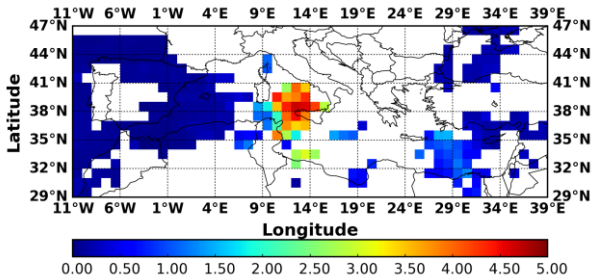 11°W 6°W 1°W 4°E 9°E 14°E 19°E 24°E 29°E 34°E 39°E
47°N 47°N
44°N 44°N
41°N 41°N
38°N 38°N
35°N 35°N
32°N 32°N
29°N 29°N
Latitude
11°W 6°W 1°W 4°E 9°E 14°E 19°E 24°E 29°E 34°E 39°E
Longitude
0.00 0.50 1.00 1.50 2.00 2.50 3.00 3.50 4.00 4.50 5.00